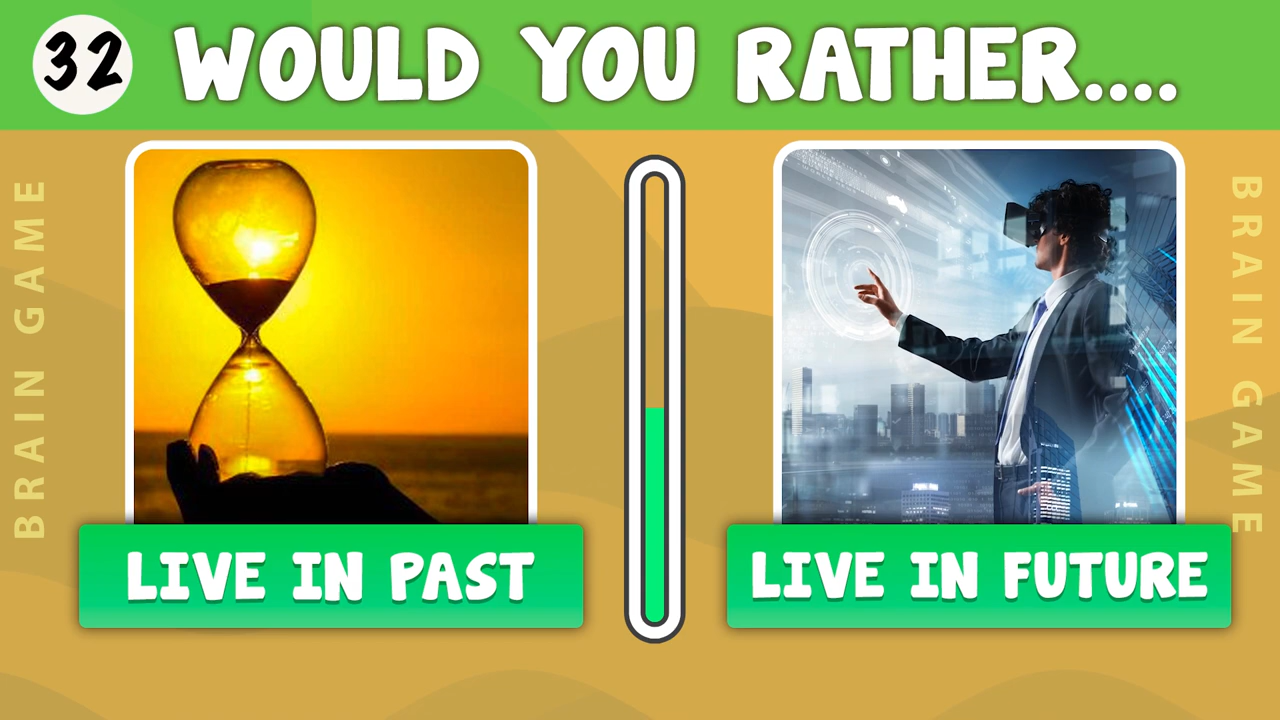 32 WOULD YOU RATHER....
BRAIN GAME
BRAIN GAME
LIVE IN PAST
LIVE IN FUTURE